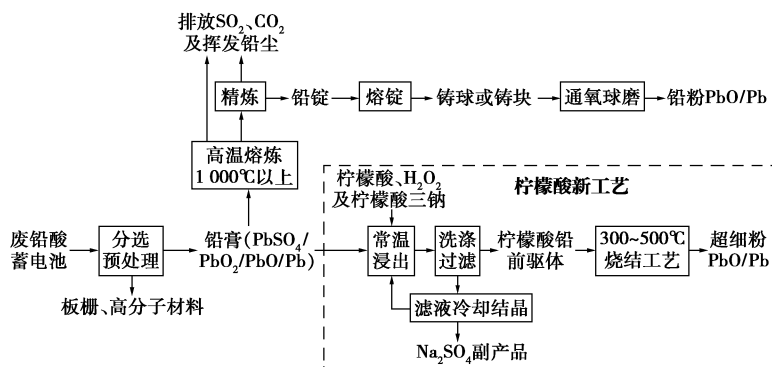 排放SO₂、CO₂
及挥发铅尘
精炼
铅锭
熔锭
铸球或铸块
通氧球磨
铅粉PbO/Pb
高温熔炼
1 000℃以上
柠檬酸、H₂O₂
及柠檬酸三钠
柠檬酸新工艺
废铅酸
蓄电池
分选
预处理
铅膏(PbSO₄/
PbO₂/PbO/Pb)
常温
浸出
洗涤
过滤
柠檬酸铅
前驱体
300~500℃
烧结工艺
超细粉
PbO/Pb
板栅、高分子材料
滤液冷却结晶
Na₂SO₄副产品